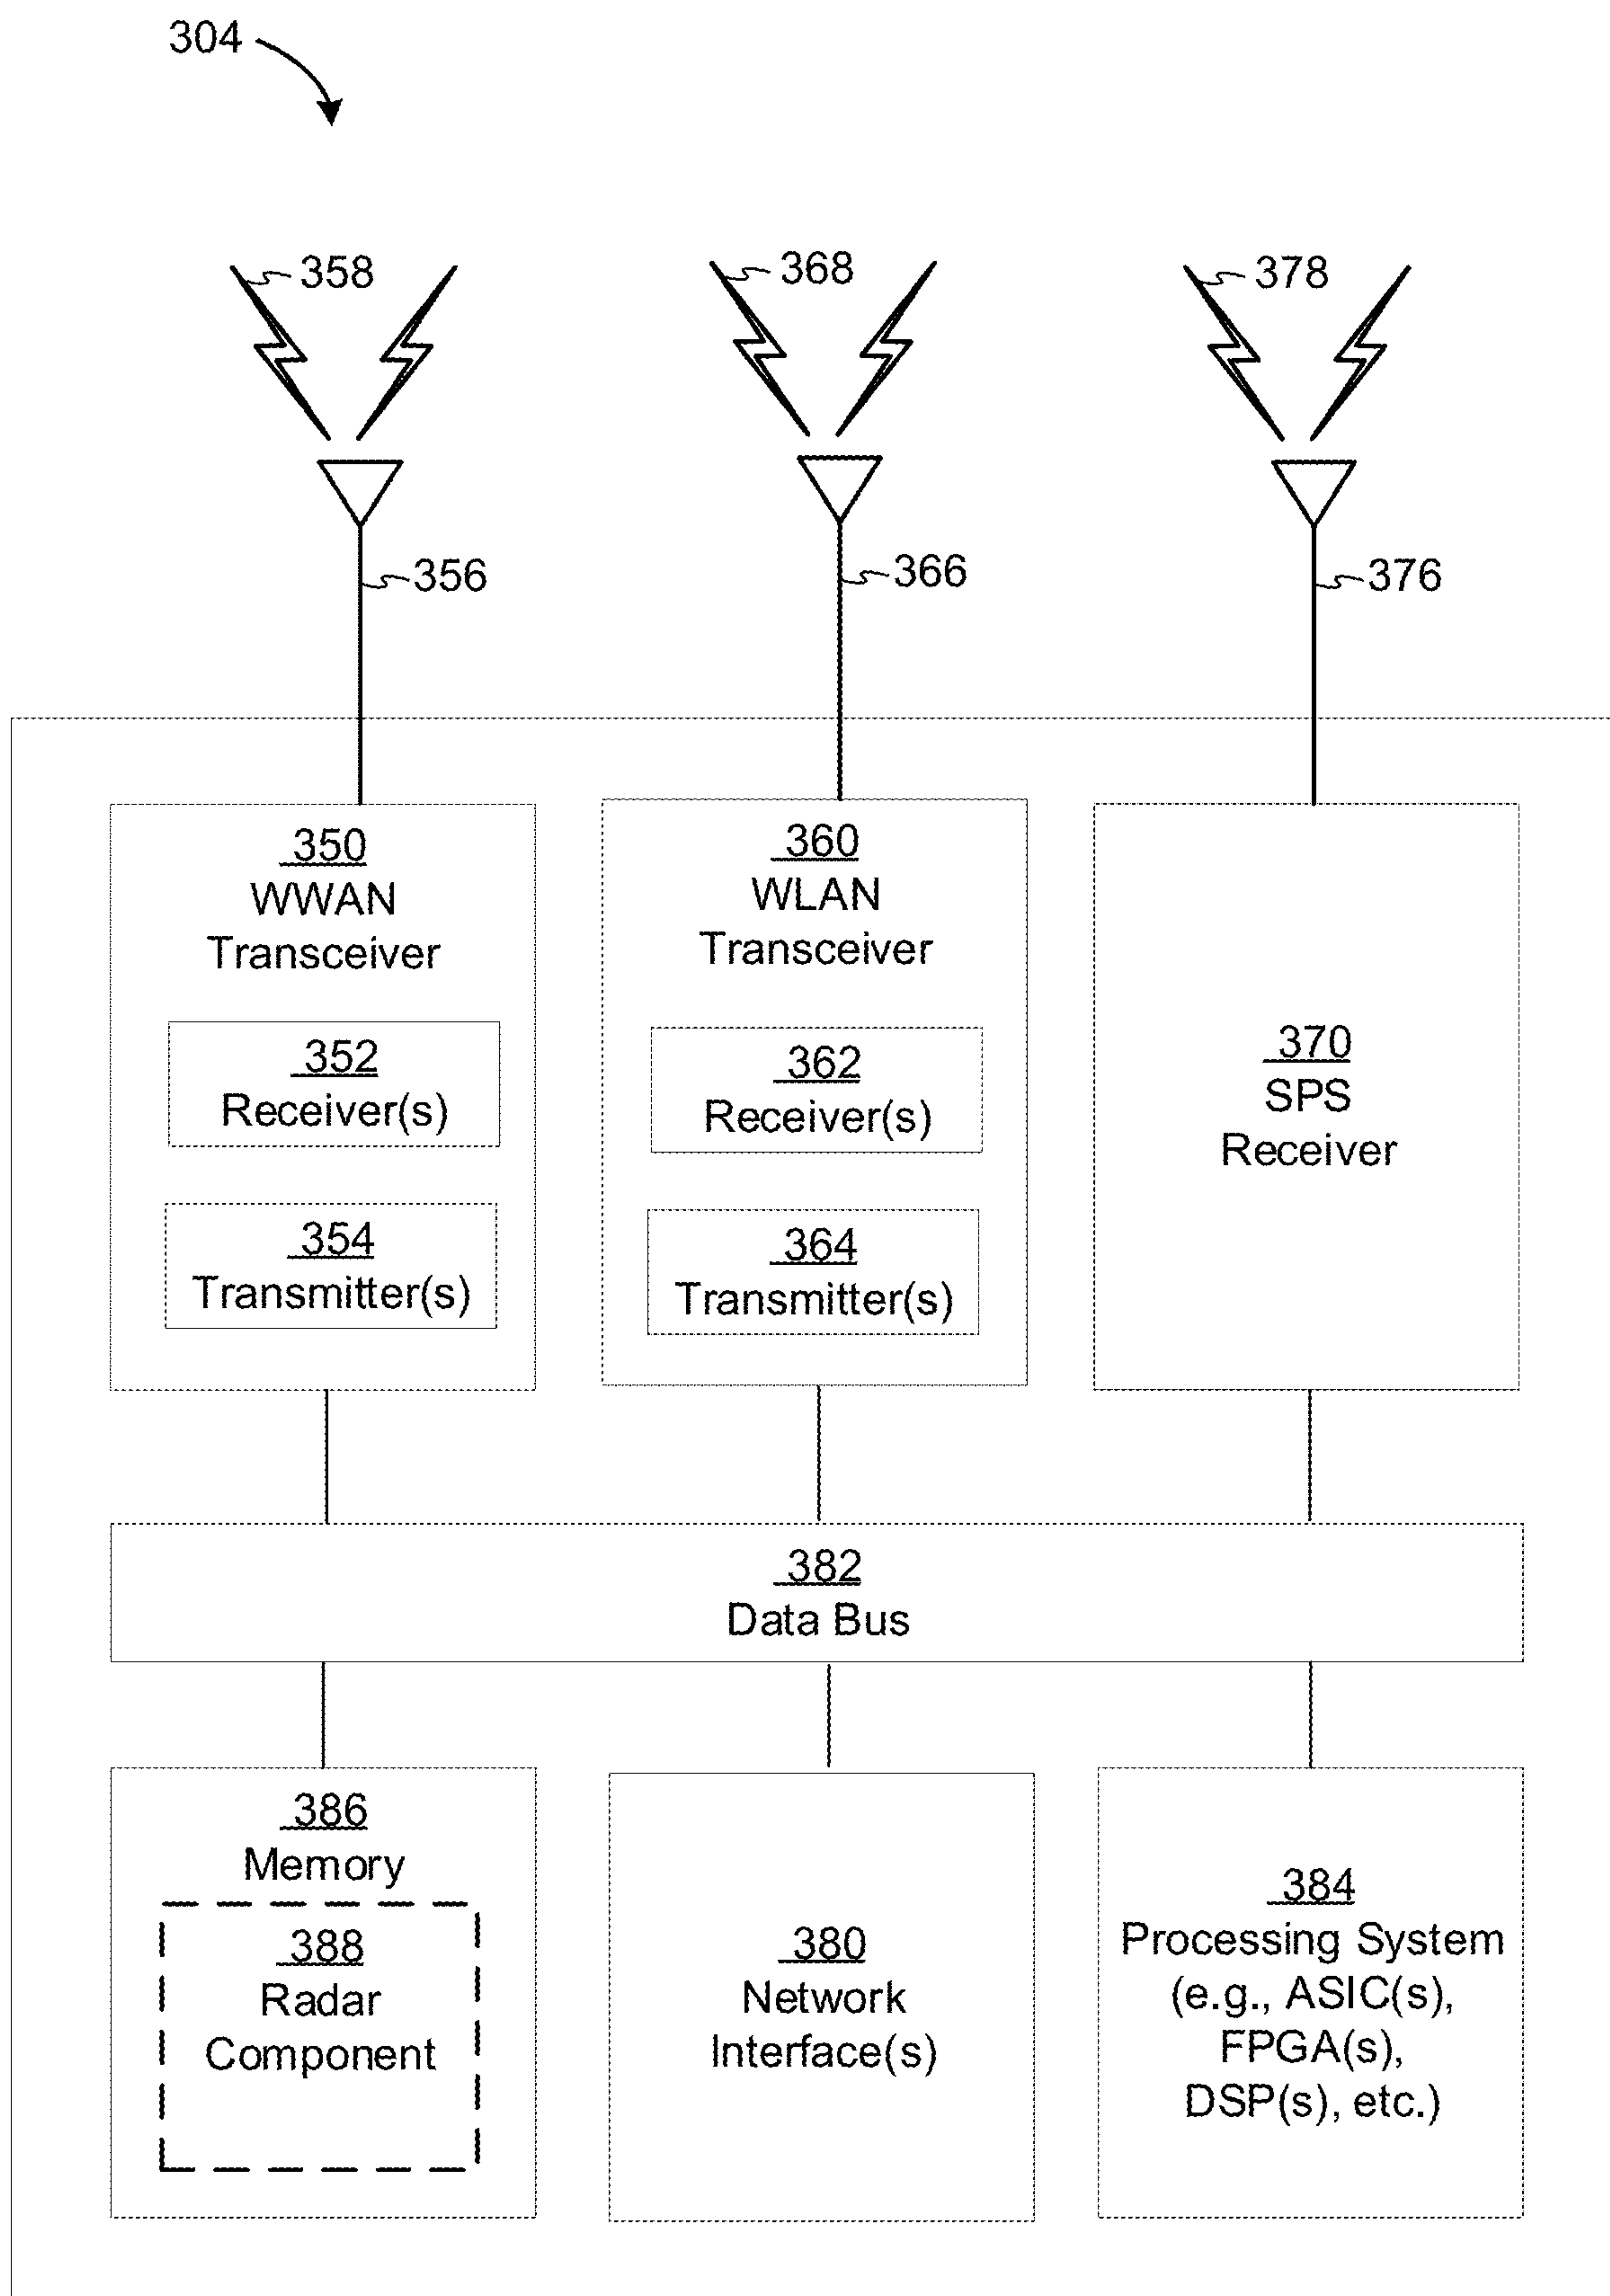 304
358
368
378
356
366
376
350
WWAN
Transceiver
352
Receiver(s)
354
Transmitter(s)
360
WLAN
Transceiver
362
Receiver(s)
364
Transmitter(s)
370
SPS
Receiver
382
Data Bus
386
Memory
388
Radar
Component
380
Network
Interface(s)
384
Processing System
(e.g., ASIC(s),
FPGA(s),
DSP(s), etc.)